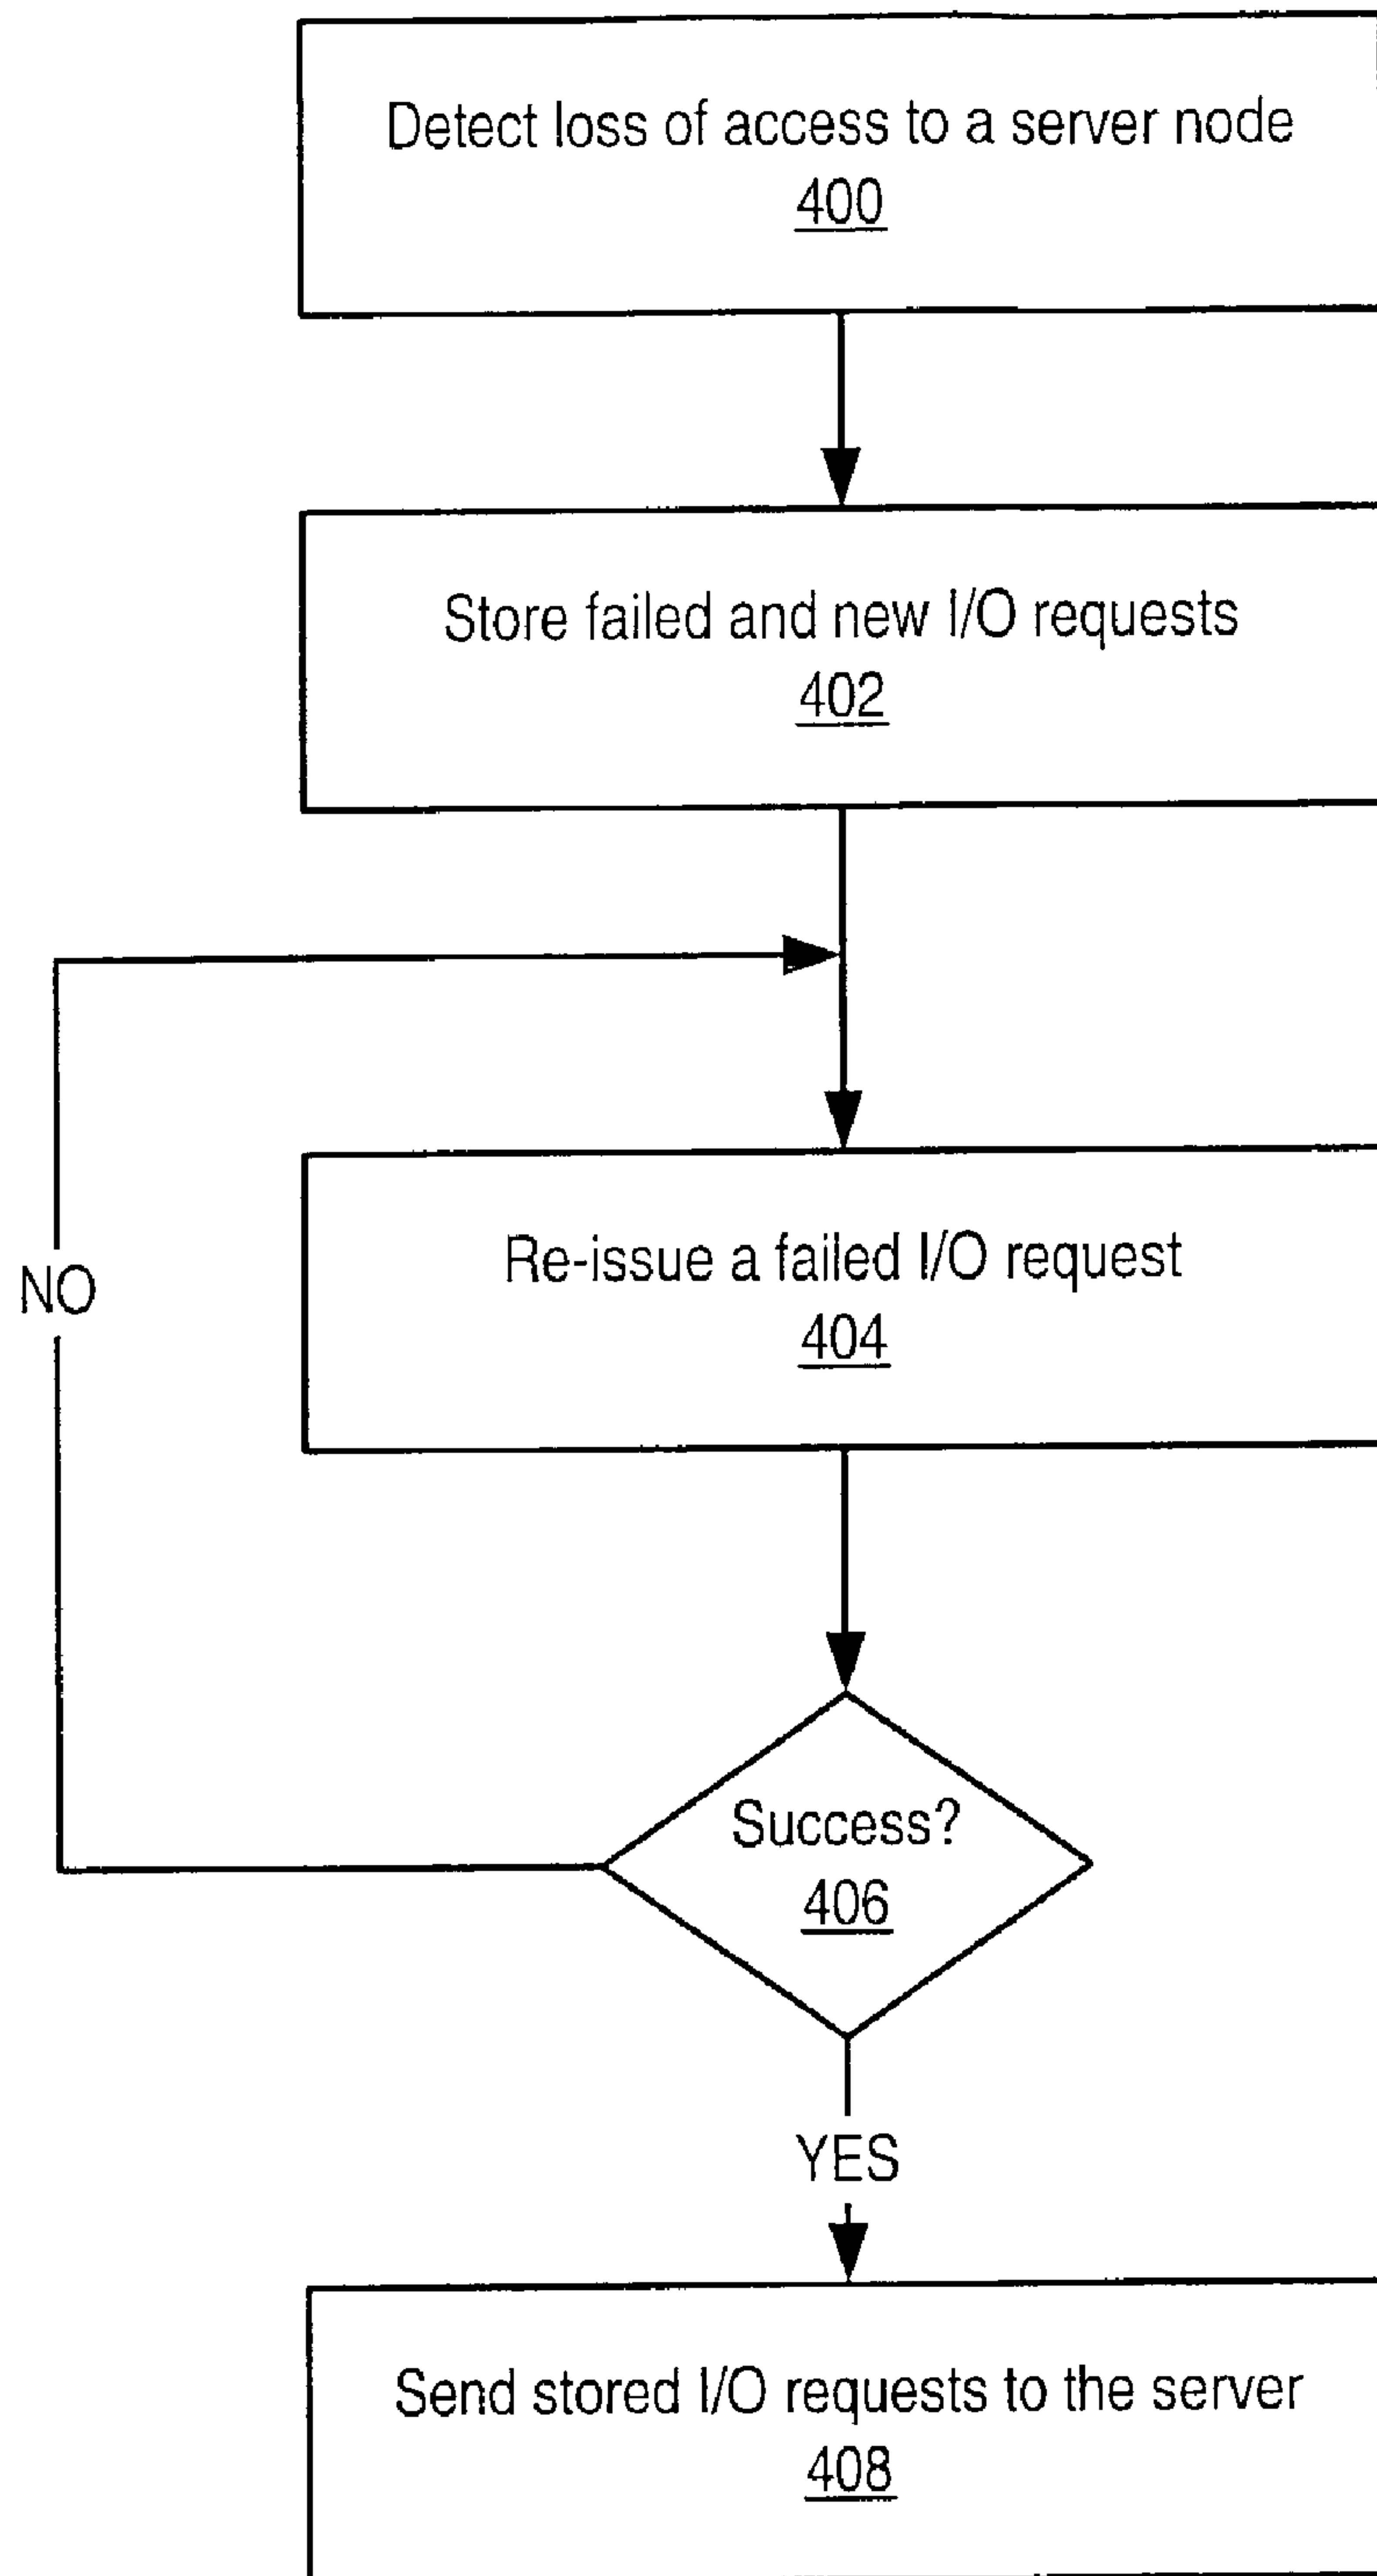 Detect loss of access to a server node
400
Store failed and new I/O requests
402
Re-issue a failed I/O request
404
NO
Success?
406
YES
Send stored I/O requests to the server
408